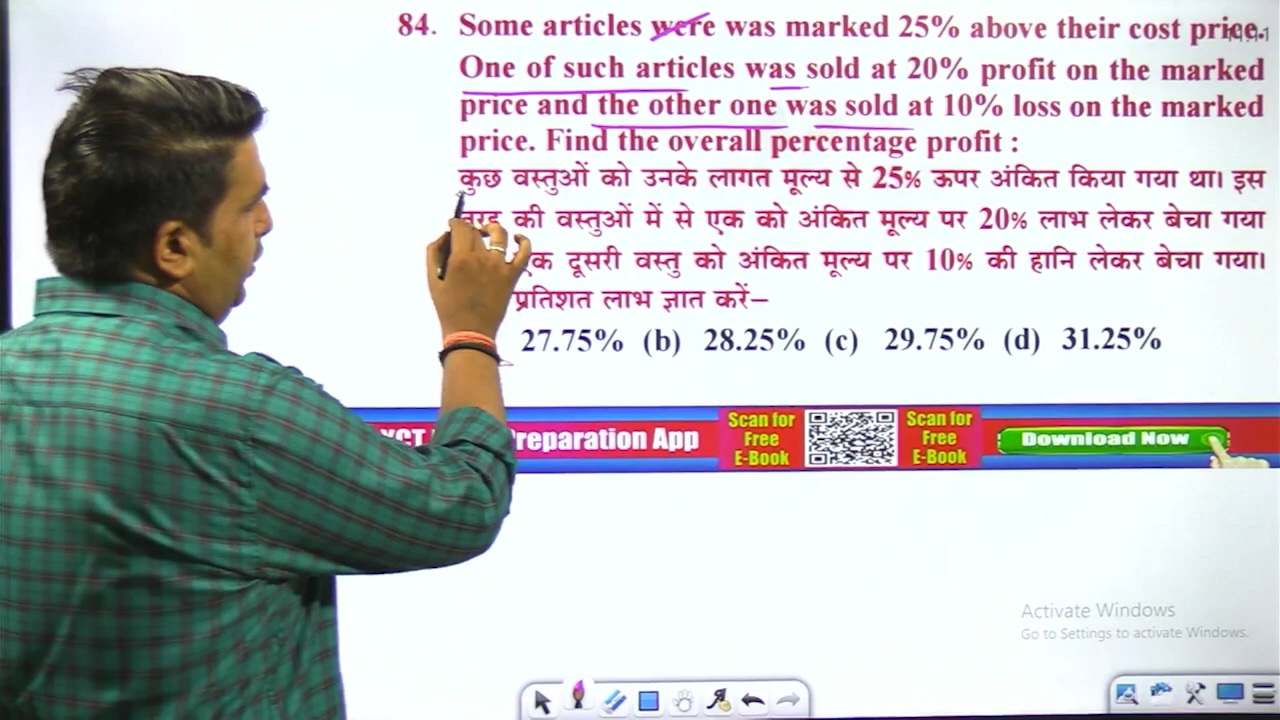 84. Some articles were was marked 25% above their cost price.
One of such articles was sold at 20% profit on the marked
price and the other one was sold at 10% loss on the marked
price. Find the overall percentage profit :
कुछ वस्तुओं को उनके लागत मूल्य से 25% ऊपर अंकित किया गया था। इस
की वस्तुओं में से एक को अंकित मूल्य पर 20% लाभ लेकर बेचा गया
एक दूसरी वस्तु को अंकित मूल्य पर 10% की हानि लेकर बेचा गया।
प्रतिशत लाभ ज्ञात करें–
27.75% (b) 28.25% (c) 29.75% (d) 31.25%
Preparation App
Scan for
Free
E-Book
Scan for
Free
E-Book
Download Now
Activate Windows
Go to Settings to activate Windows.